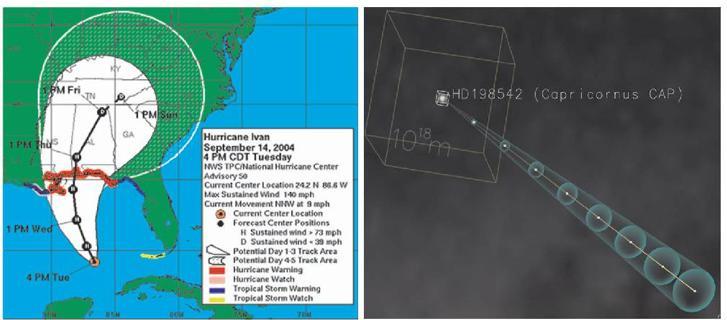 KY
1 PM Fri
TN
1 PM Sun
AL
GA
1 PM Thu
1 PM Wed
4 PM Tue
Hurricane Ivan
September 14, 2004
4 PM CDT Tuesday
NWS TPC/National Hurricane Center
Advisory 50
Current Center Location 24.2 N 86.6 W
Max Sustained Wind 140 mph
Current Movement NNW at 9 mph
Current Center Location
Forecast Center Positions
H Sustained wind > 73 mph
D Sustained wind < 39 mph
Potential Day 1-3 Track Area
Potential Day 4-5 Track Area
Hurricane Warning
Hurricane Watch
Tropical Storm Warning
Tropical Storm Watch
HD198542 (Capricornus CAP)
10¹⁸m